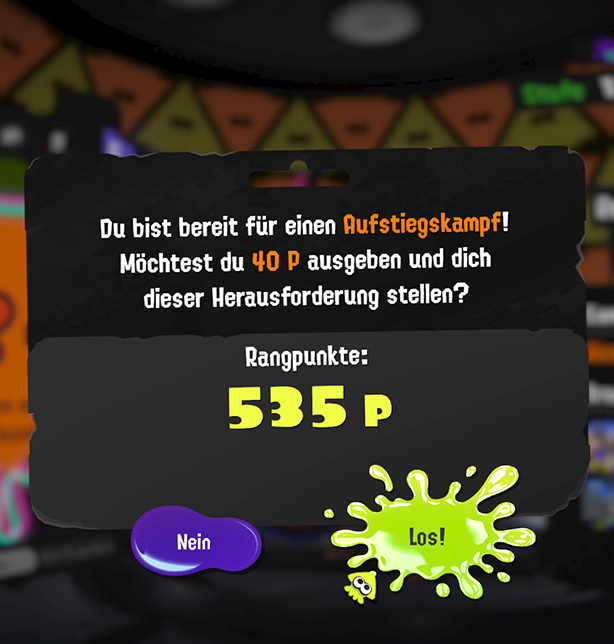 Stufe
Du bist bereit für einen Aufstiegskampf!
Möchtest du 40 P ausgeben und dich
dieser Herausforderung stellen?
Rangpunkte:
535 P
Nein
Los!